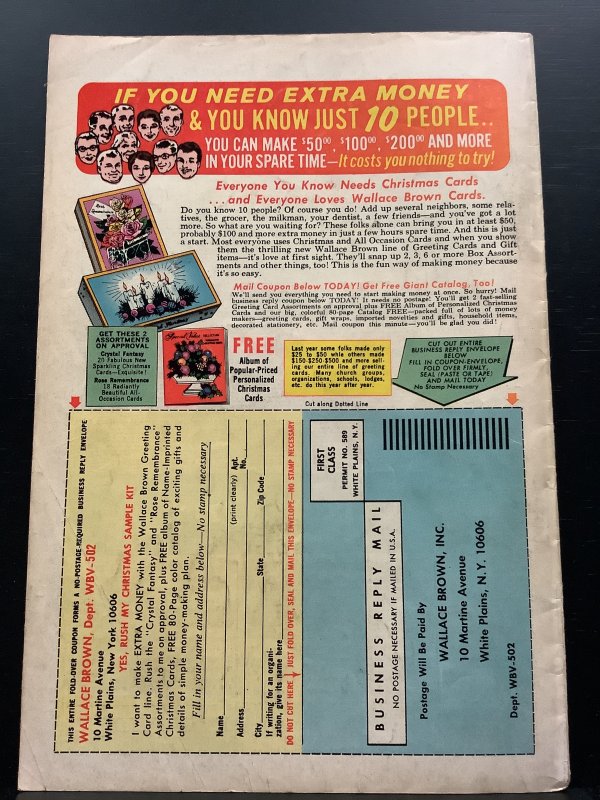 IF YOU NEED EXTRA MONEY
& YOU KNOW JUST 10 PEOPLE..
YOU CAN MAKE $50⁰⁰, $100⁰⁰, $200⁰⁰ AND MORE
IN YOUR SPARE TIME—It costs you nothing to try!
Everyone You Know Needs Christmas Cards
...and Everyone Loves Wallace Brown Cards.
Do you know 10 people? Of course you do! Add up several neighbors, some rela-
tives, the grocer, the milkman, your dentist, a few friends—and you've got a lot
more. So what are you waiting for? These folks alone can bring you in at least $50,
probably $100 and more extra money in just a few hours spare time. And this is just
a start. Most everyone uses Christmas and All Occasion Cards and when you show
them the thrilling new Wallace Brown line of Greeting Cards and Gift
items—it's love at first sight. They'll snap up 2, 3, 6 or more Box Assort-
ments and other things, too! This is the fun way of making money because
it's so easy.
Mail Coupon Below TODAY! Get Free Giant Catalog, Too!
We'll send you everything you need to start making money at once. So hurry! Mail
business reply coupon below TODAY! It needs no postage! You'll get 2 fast-selling
Greeting Card Assortments on approval plus FREE Album of Personalized Christmas
Cards and our big, colorful 80-page Catalog FREE—packed full of lots of money
makers—greeting cards, gift wraps, imported novelties and gifts, household items,
decorated stationery, etc. Mail coupon this minute—you'll be glad you did!
GET THESE 2
ASSORTMENTS
ON APPROVAL
Crystal Fantasy
21 Fabulous New
Sparkling Christmas
Cards—Exquisite!
Rose Remembrance
18 Radiantly
Beautiful All-
Occasion Cards
Special Value
FREE
Album of
Popular-Priced
Personalized
Christmas
Cards
Last year some folks made only
$25 to $50 while others made
$150-$250-$500 and more sell-
ing our entire line of greeting
cards. Many church groups,
organizations, schools, lodges,
etc. do this year after year.
CUT OUT ENTIRE
BUSINESS REPLY ENVELOPE
BELOW
FILL IN COUPON-ENVELOPE,
FOLD OVER FIRMLY,
SEAL (PASTE OR TAPE)
AND MAIL TODAY
No Stamp Necessary
Cut along Dotted Line
THIS ENTIRE FOLD-OVER COUPON FORMS A NO-POSTAGE-REQUIRED BUSINESS REPLY ENVELOPE
WALLACE BROWN, Dept. WBV-502
10 Martine Avenue
White Plains, New York 10606
YES, RUSH MY CHRISTMAS SAMPLE KIT
I want to make EXTRA MONEY with the Wallace Brown Greeting
Card line. Rush the "Crystal Fantasy" and "Rose Remembrance"
Assortments to me on approval, plus FREE album of Name-Imprinted
Christmas Cards, FREE 80-Page color catalog of exciting gifts and
details of simple money-making plan.
Fill in your name and address below—No stamp necessary
Name
(print clearly)
Address
Apt.
No.
City
State
Zip Code
If writing for an organi-
zation, give its name here
DO NOT CUT HERE JUST FOLD OVER, SEAL AND MAIL THIS ENVELOPE—NO STAMP NECESSARY
FIRST
CLASS
PERMIT NO. 589
WHITE PLAINS, N.Y.
BUSINESS REPLY MAIL
NO POSTAGE NECESSARY IF MAILED IN U.S.A.
Postage Will Be Paid By
WALLACE BROWN, INC.
10 Martine Avenue
White Plains, N.Y. 10606
Dept. WBV-502